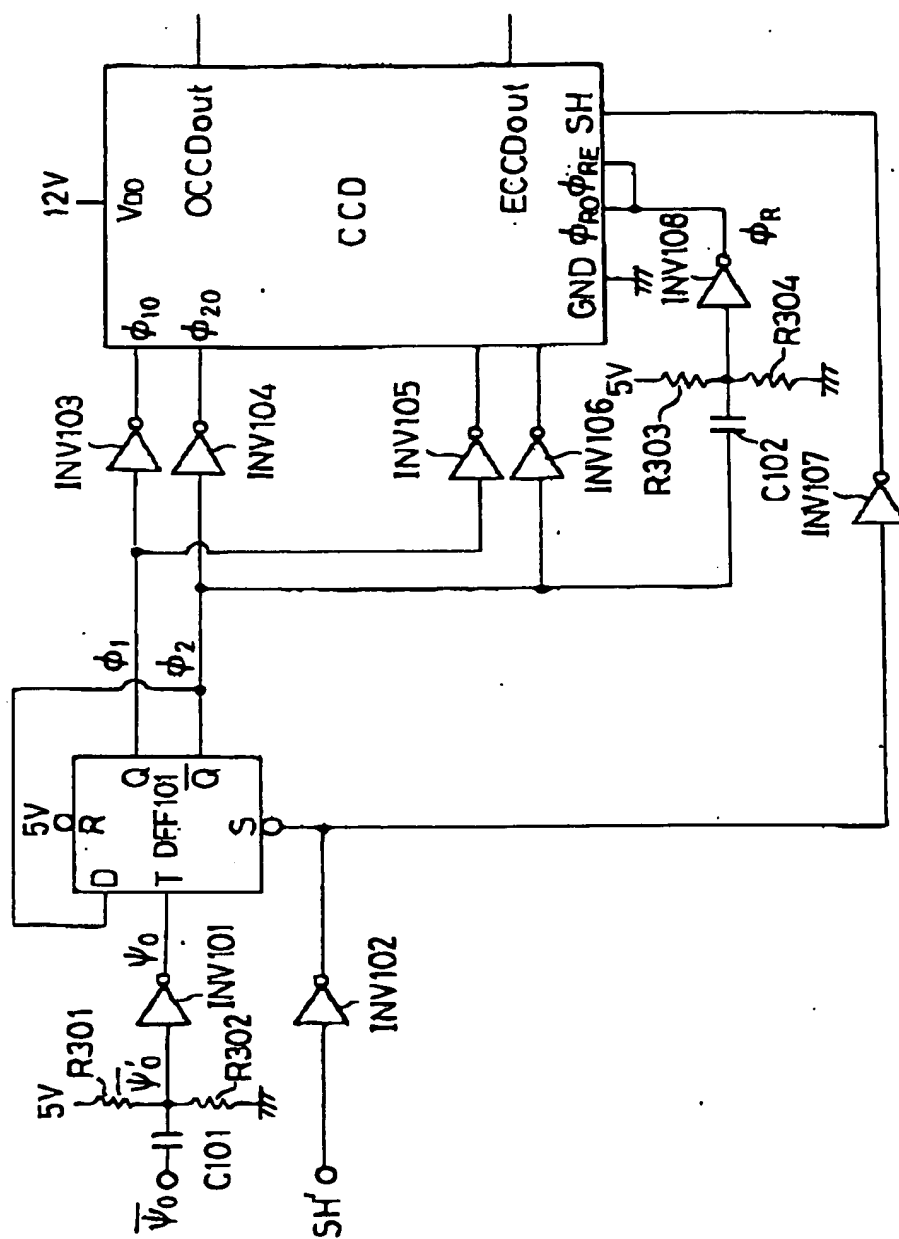 12V
VDD
OCCDout
CCD
ECCDout
ϕ10
ϕ20
GND
ϕRO
ϕRE
SH
INV103
INV104
INV105
INV106
INV108
ϕR
5V
R303
R304
C102
INV107
ϕ1
ϕ2
5V
R
D
Q
Q̅
DFF101
T
S
ψ0
INV101
5V
R301
ψ̅0'
R302
C101
ψ̅0
SH'
INV102